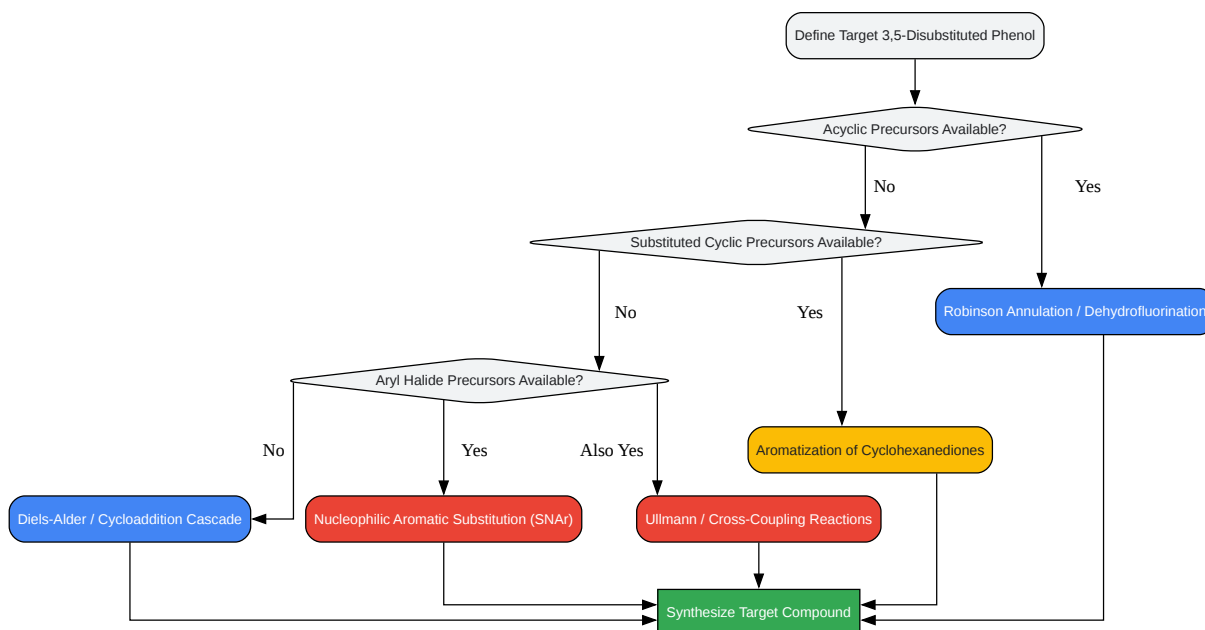 Define Target 3,5-Disubstituted Phenol
Acyclic Precursors Available?
No
Yes
Substituted Cyclic Precursors Available?
No
Yes
Robinson Annulation / Dehydrofluorination
Aryl Halide Precursors Available?
No
Yes
Also Yes
Aromatization of Cyclohexanediones
Diels-Alder / Cycloaddition Cascade
Nucleophilic Aromatic Substitution (SNAr)
Ullmann / Cross-Coupling Reactions
Synthesize Target Compound